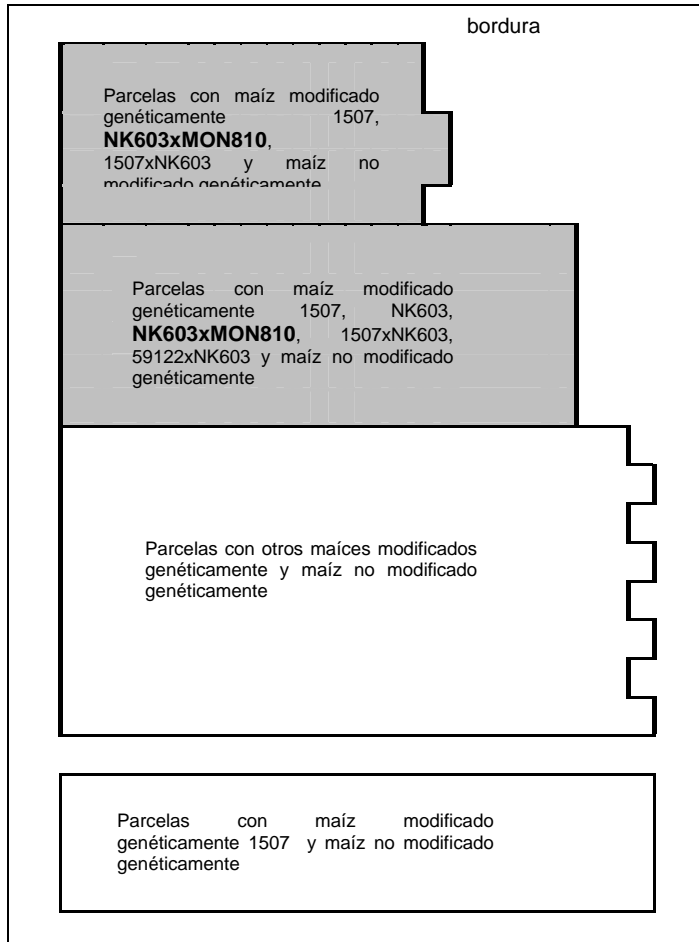 bordura
Parcelas con maíz modificado
genéticamente 1507,
NK603xMON810,
1507xNK603 y maíz no
modificado genéticamente
Parcelas con maíz modificado
genéticamente 1507, NK603,
NK603xMON810, 1507xNK603,
59122xNK603 y maíz no modificado
genéticamente
Parcelas con otros maíces modificados
genéticamente y maíz no modificado
genéticamente
Parcelas con maíz modificado
genéticamente 1507 y maíz no modificado
genéticamente